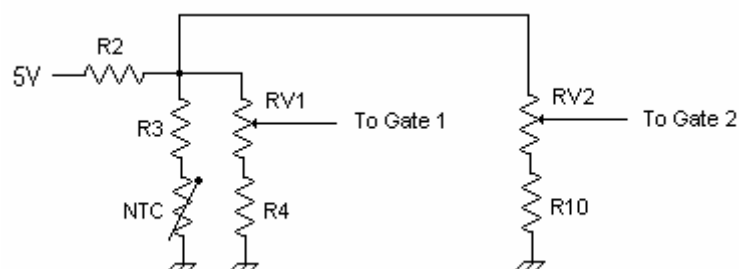 R2
5V
RV1
RV2
R3
To Gate 1
To Gate 2
NTC
R4
R10